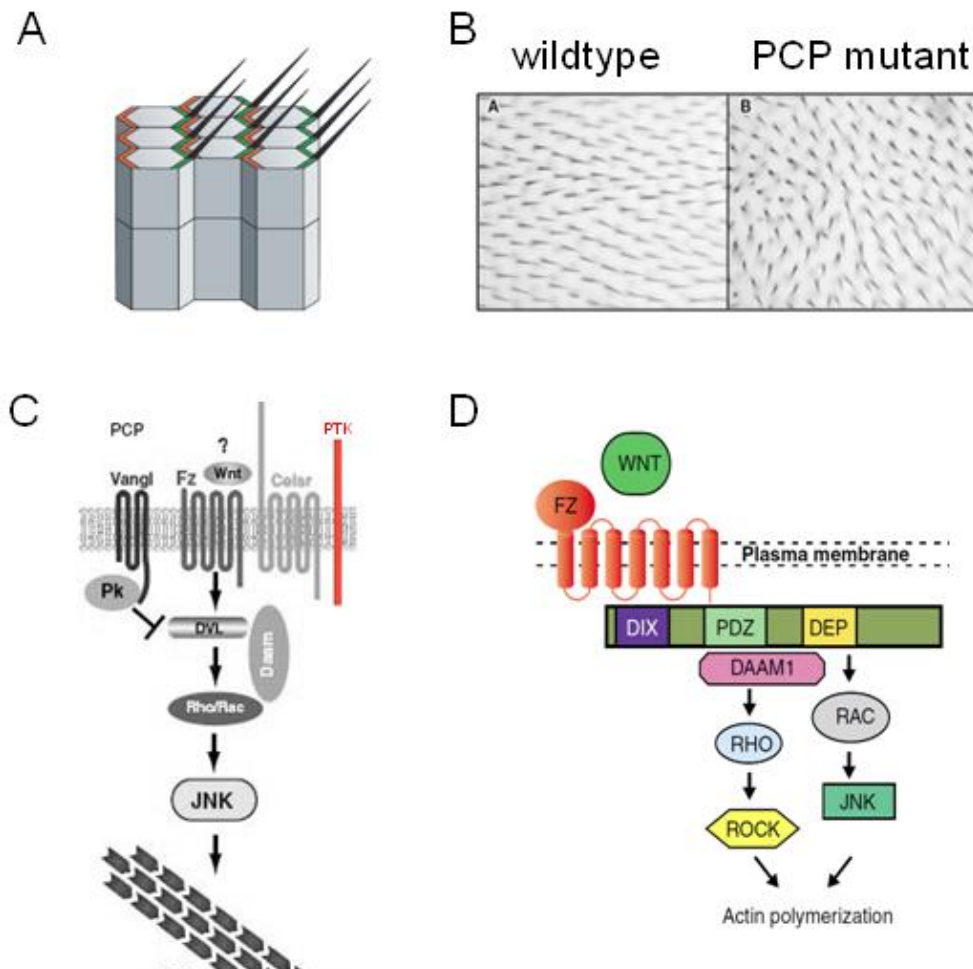 A
B
wildtype
PCP mutant
A
B
C
PCP
?
PTK
Vangl
Fz
Wnt
Celsr
Pk
DVL
Daam
Rho/Rac
JNK
D
WNT
FZ
Plasma membrane
DIX
PDZ
DEP
DAAM1
RHO
RAC
ROCK
JNK
Actin polymerization